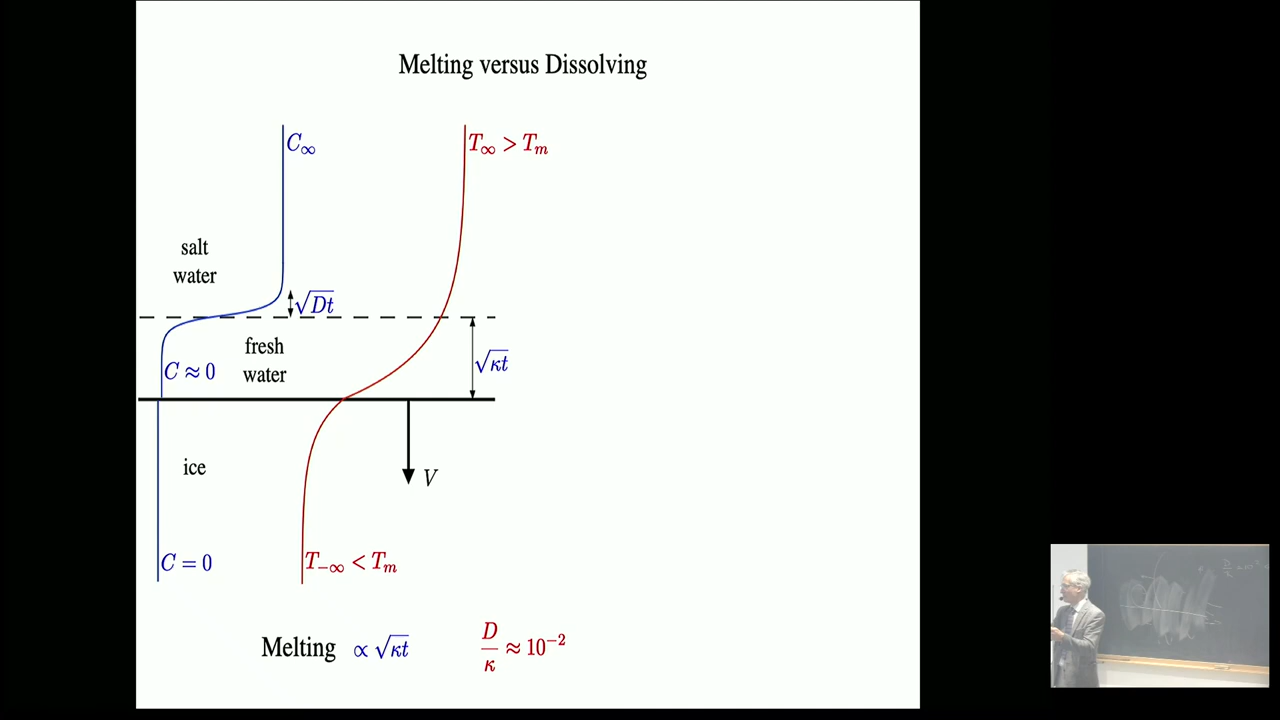 Melting versus Dissolving
C∞
T∞ > Tm
salt
water
√Dt
fresh
water
C ≈ 0
√κt
ice
V
C = 0
T−∞ < Tm
Melting ∝ √κt
D/κ ≈ 10⁻²